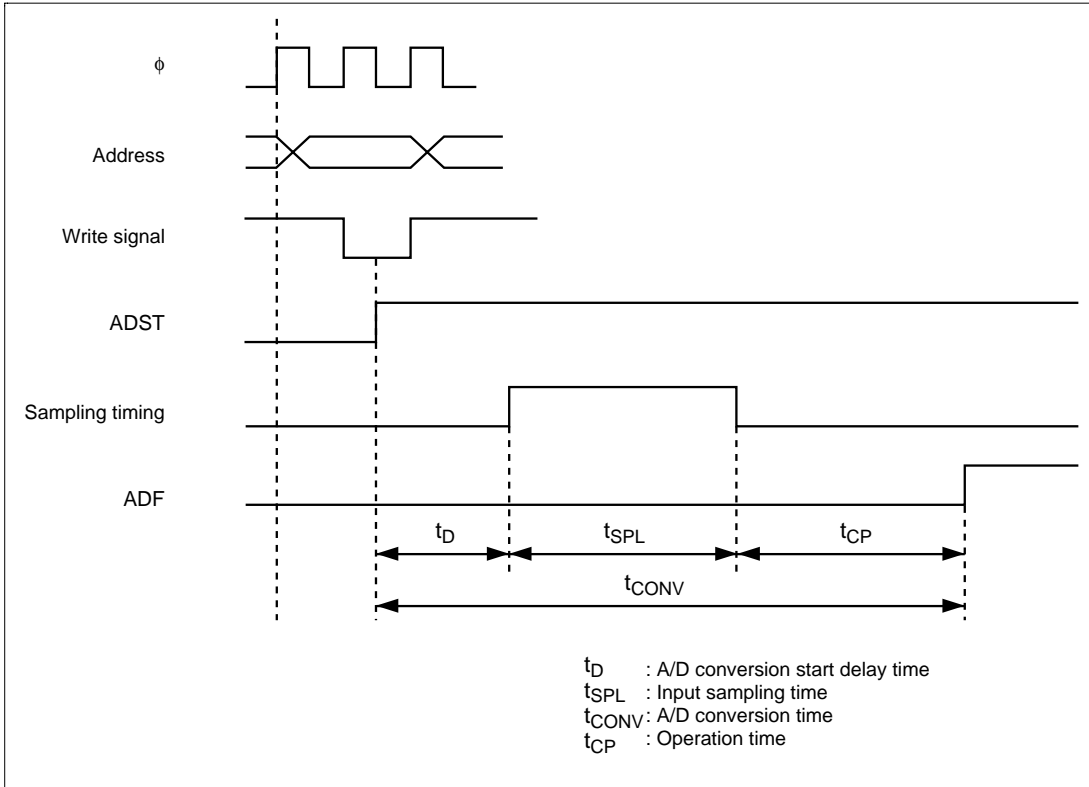 ϕ
Address
Write signal
ADST
Sampling timing
ADF
tD tSPL tCP
tCONV
tD : A/D conversion start delay time
tSPL : Input sampling time
tCONV : A/D conversion time
tCP : Operation time